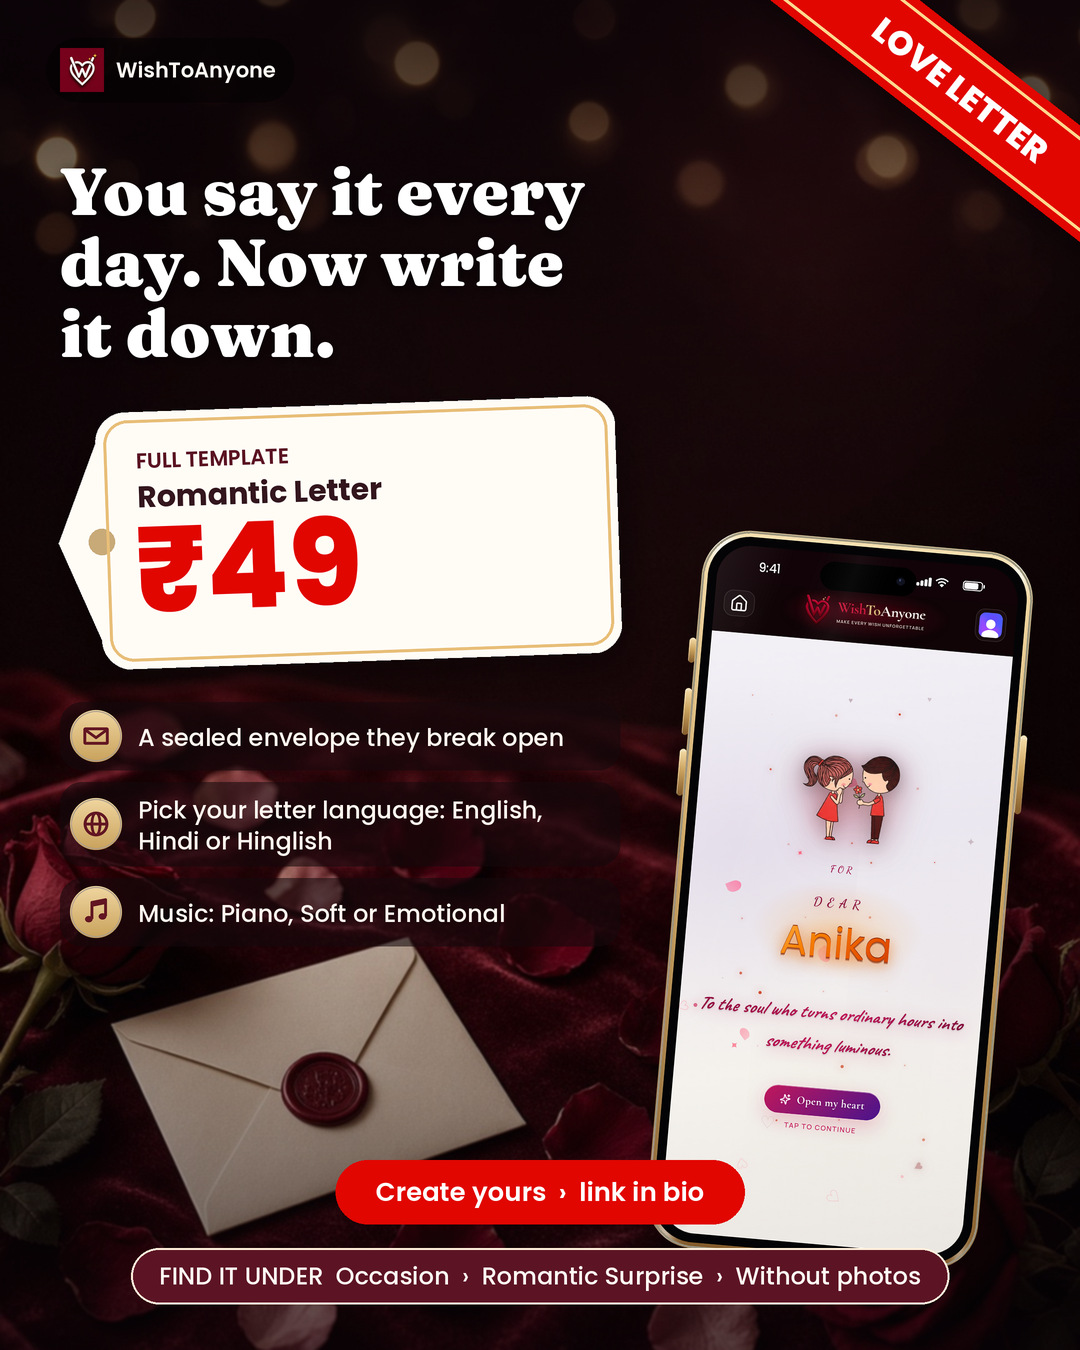 WishToAnyone
LOVE LETTER
You say it every
day. Now write
it down.
FULL TEMPLATE
Romantic Letter
₹49
A sealed envelope they break open
Pick your letter language: English,
Hindi or Hinglish
Music: Piano, Soft or Emotional
9:41
WishToAnyone
MAKE EVERY WISH UNFORGETTABLE
FOR
DEAR
Anika
To the soul who turns ordinary hours into
something luminous.
Open my heart
TAP TO CONTINUE
Create yours › link in bio
FIND IT UNDER Occasion › Romantic Surprise › Without photos